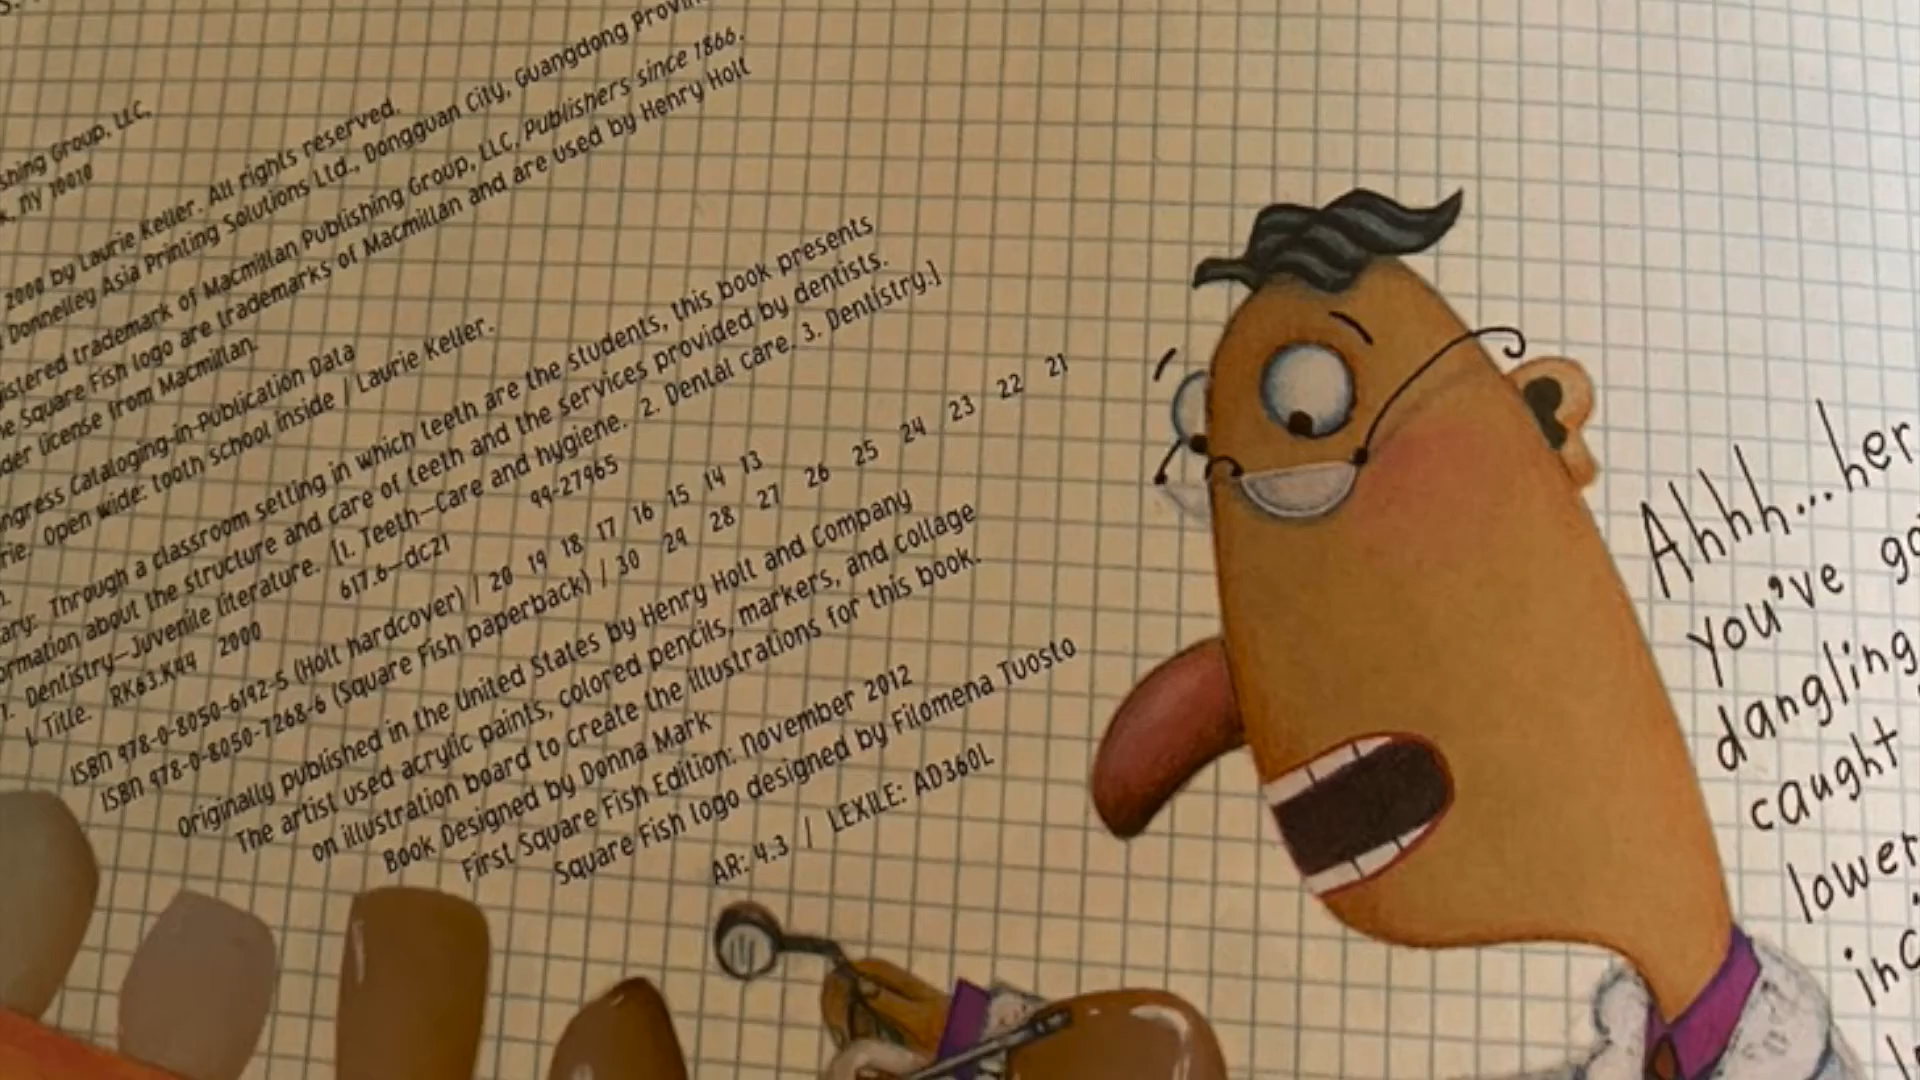 shing Group, LLC,
k, NY 10010
2000 by Laurie Keller. All rights reserved.
Donnelley Asia Printing Solutions Ltd., Dongguan City, Guangdong
istered trademark of Macmillan Publishing Group, LLC. Publishers since 1866.
e Square Fish logo are trademarks of Macmillan and are used by Henry Holt
der license from Macmillan.
ngress Cataloging-in-Publication Data
rie. Open wide: tooth school inside / Laurie Keller.
ary: Through a classroom setting in which teeth are the students, this book presents
ormation about the structure and care of teeth and the services provided by dentists.
1. Dentistry—Juvenile literature. [1. Teeth—Care and hygiene. 2. Dental care. 3. Dentistry.]
I. Title. RK63.K44 2000 617.6—dc21 99-27965
ISBN 978-0-8050-6192-5 (Holt hardcover) / 20 19 18 17 16 15 14 13
ISBN 978-0-8050-7268-6 (Square Fish paperback) / 30 29 28 27 26 25 24 23 22 21
Originally published in the United States by Henry Holt and Company
The artist used acrylic paints, colored pencils, markers, and collage
on illustration board to create the illustrations for this book.
Book Designed by Donna Mark
First Square Fish Edition: November 2012
Square Fish logo designed by Filomena Tuosto
AR: 4.3 / LEXILE: AD360L
Ahhh...her
you've go
dangling
caught
lower
inc